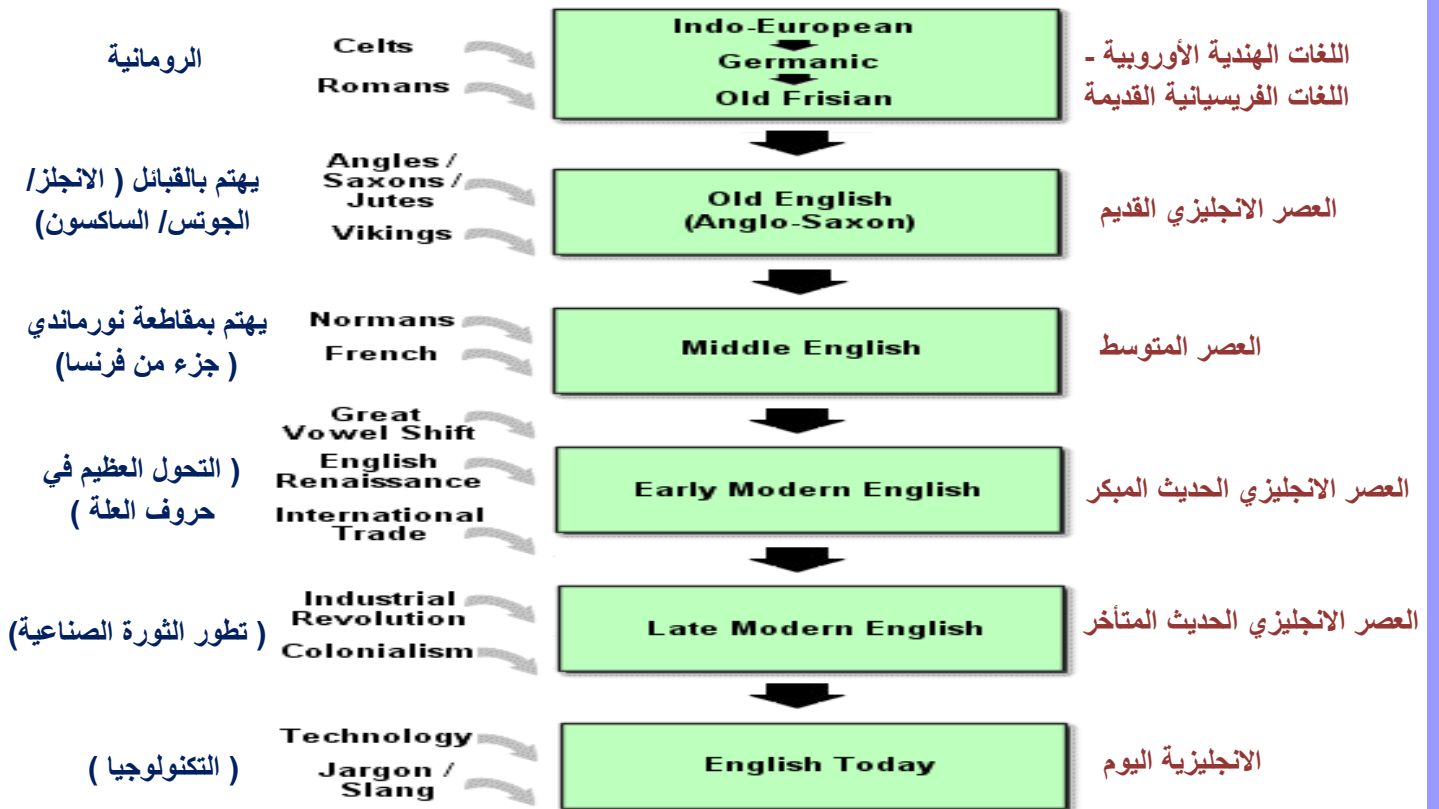 الرومانية
Celts
Romans
Indo-European
Germanic
Old Frisian
اللغات الهندية الأوروبية -
اللغات الفريسيانية القديمة
يهتم بالقبائل ( الانجلز/
الجوتس/ الساكسون)
Angles /
Saxons /
Jutes
Vikings
Old English
(Anglo-Saxon)
العصر الانجليزي القديم
يهتم بمقاطعة نورماندي
( جزء من فرنسا)
Normans
French
Middle English
العصر المتوسط
( التحول العظيم في
حروف العلة )
Great
Vowel Shift
English
Renaissance
International
Trade
Early Modern English
العصر الانجليزي الحديث المبكر
( تطور الثورة الصناعية)
Industrial
Revolution
Colonialism
Late Modern English
العصر الانجليزي الحديث المتأخر
( التكنولوجيا )
Technology
Jargon /
Slang
English Today
الانجليزية اليوم